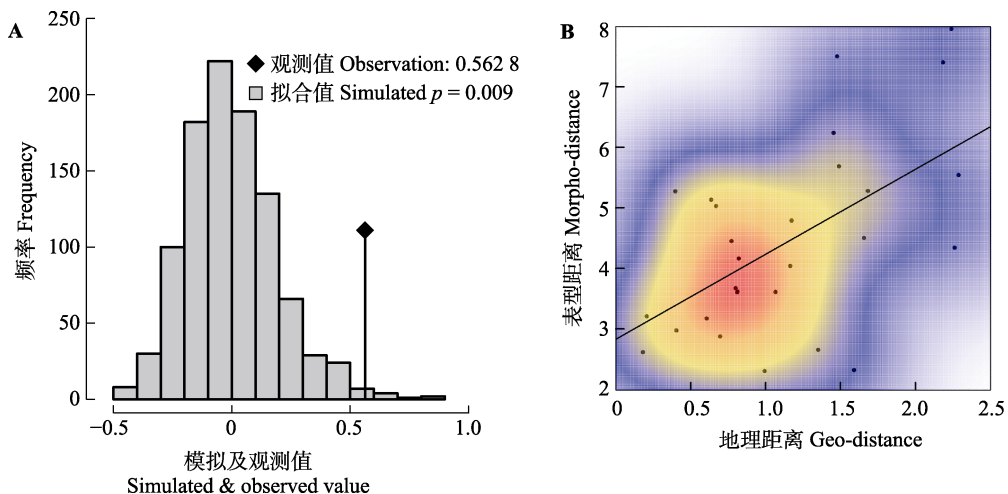 A
250
200
150
100
50
0
频率 Frequency
观测值 Observation: 0.562 8
拟合值 Simulated p = 0.009
−0.5
0
0.5
1.0
模拟及观测值
Simulated & observed value
B
8
7
6
5
4
3
2
表型距离 Morpho-distance
0
0.5
1.0
1.5
2.0
2.5
地理距离 Geo-distance